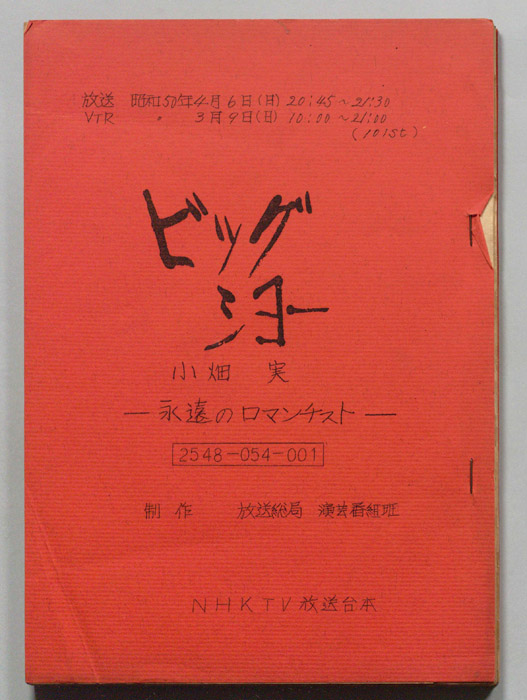 放送 昭和50年4月6日(日) 20:45〜21:30
VTR 〃 3月9日(日) 10:00〜21:00
(101st)
ビッグ
ショー
小畑 実
―永遠のロマンチスト―
2548-054-001
制作 放送総局 演芸番組班
NHKTV放送台本